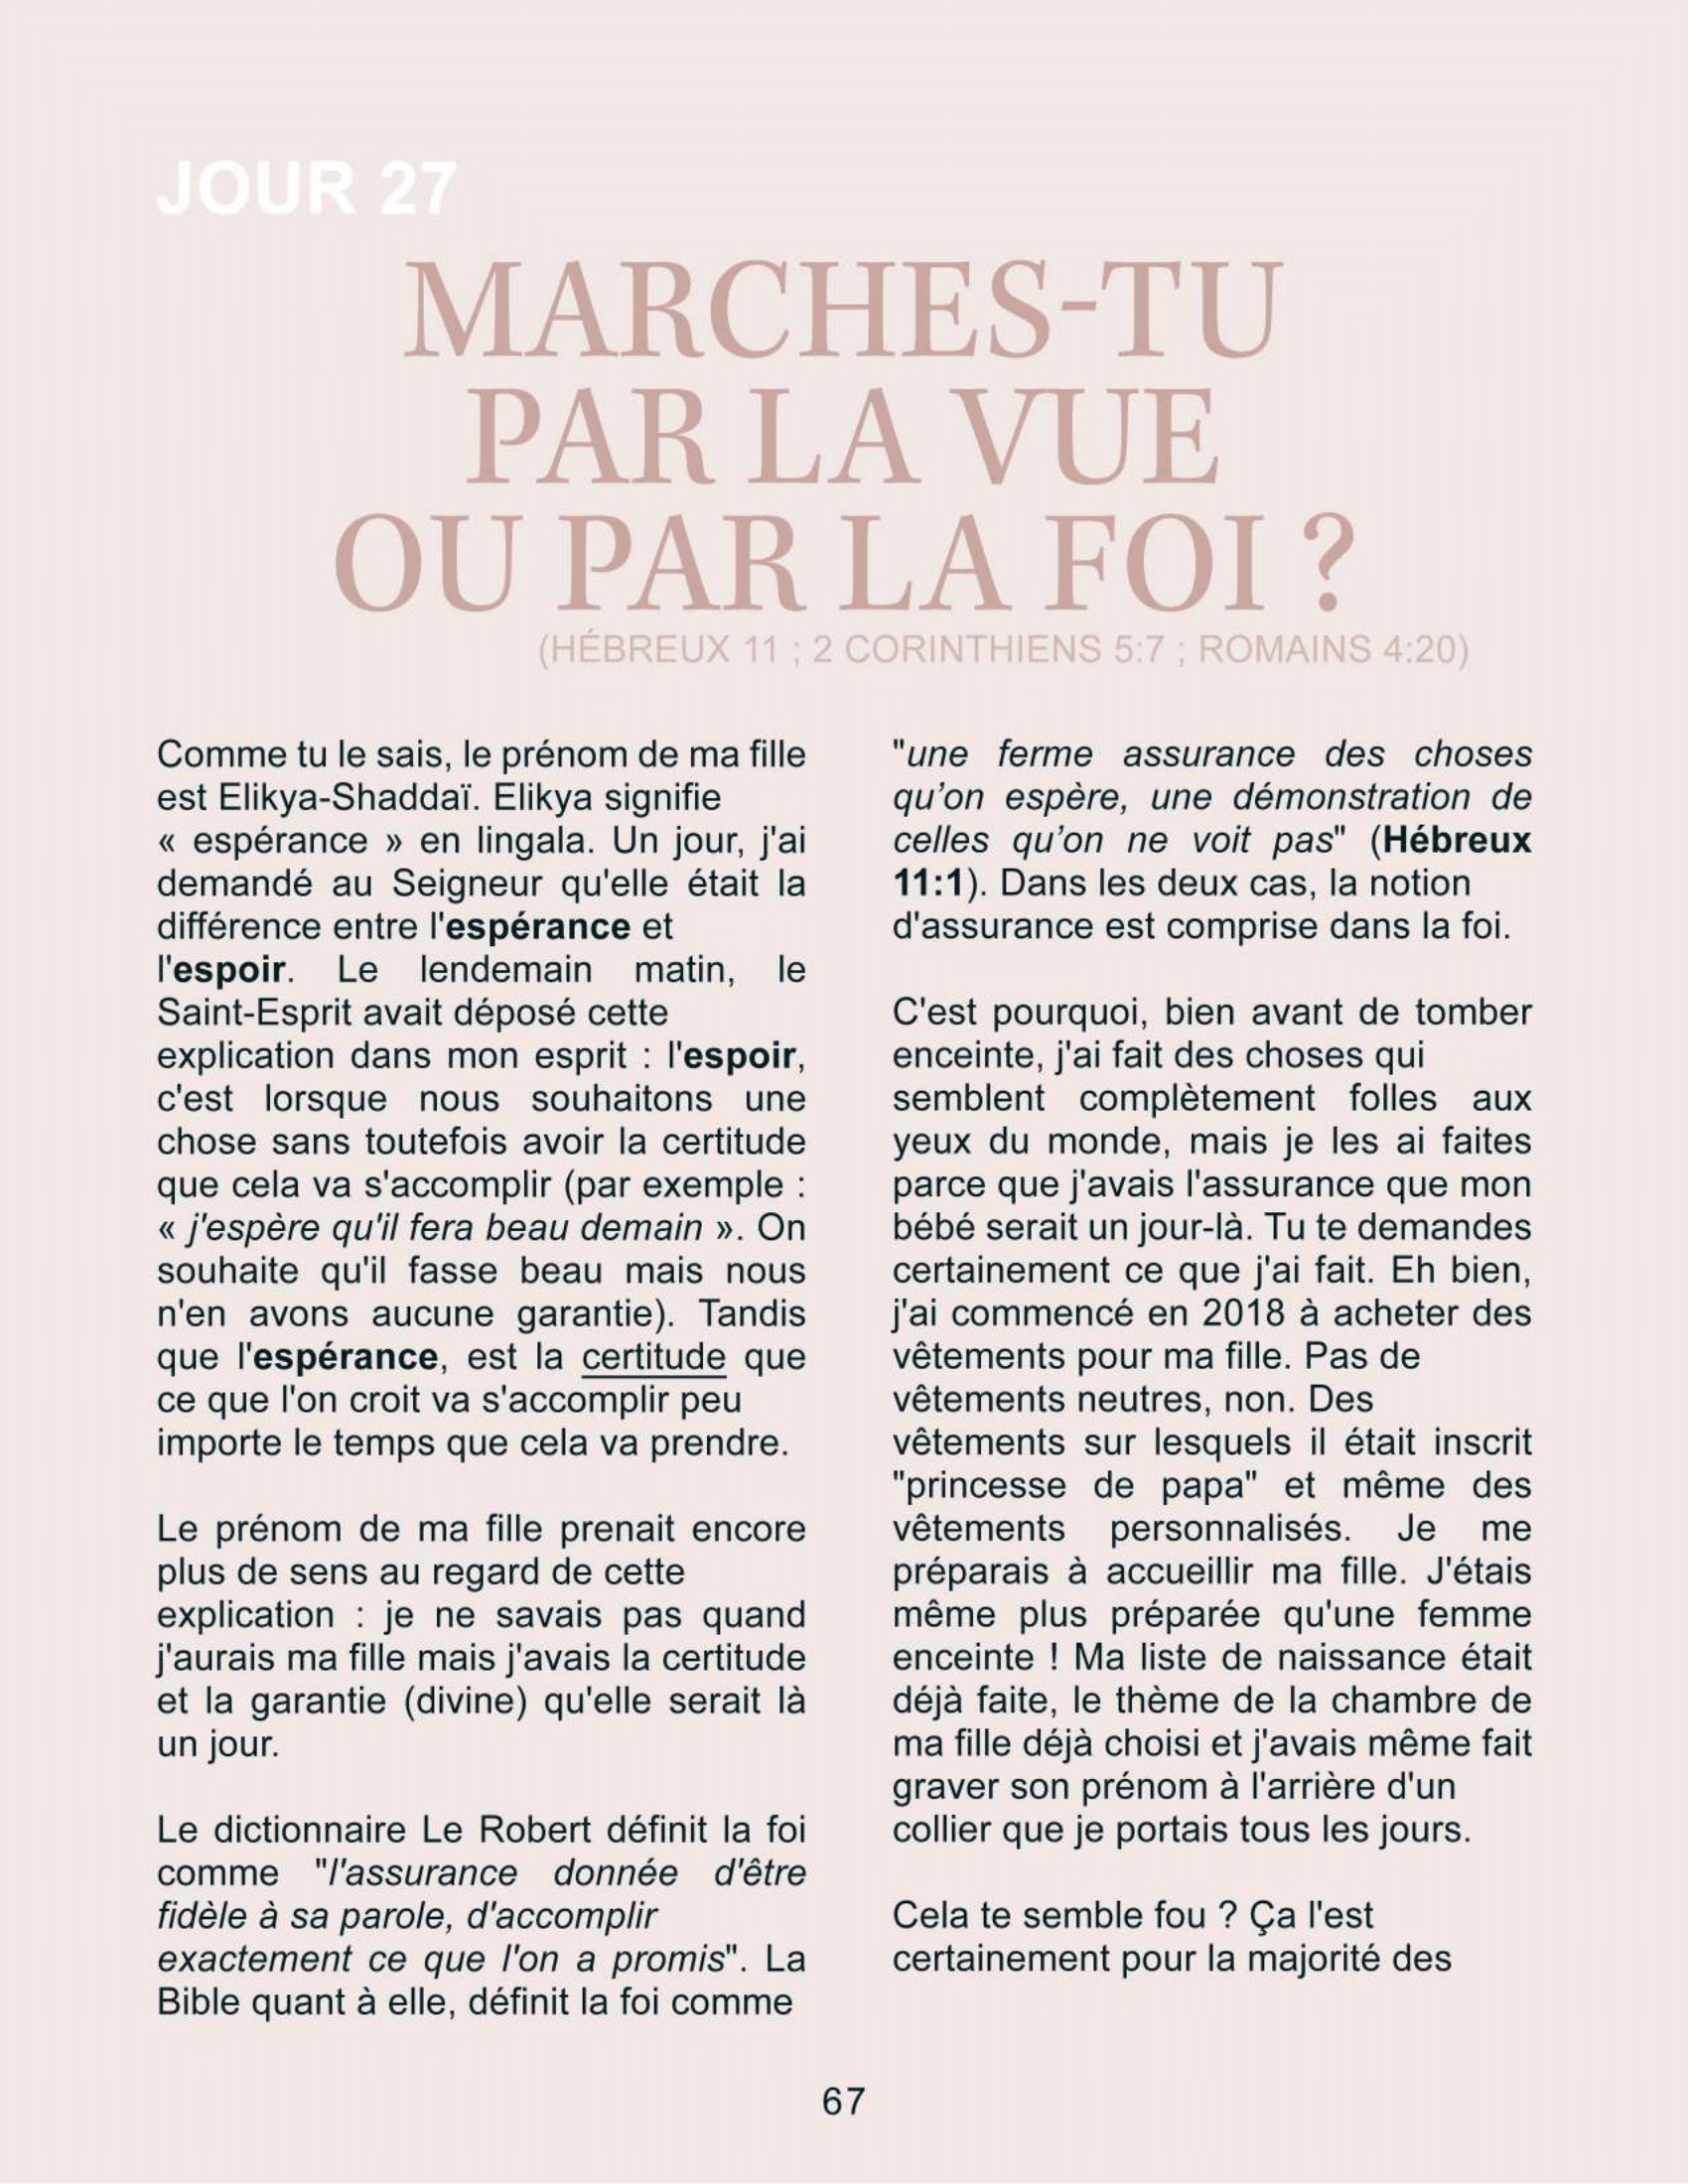 JOUR 27
MARCHES-TU
PAR LA VUE
OU PAR LA FOI ?
(HÉBREUX 11 ; 2 CORINTHIENS 5:7 ; ROMAINS 4:20)
Comme tu le sais, le prénom de ma fille
est Elikya-Shaddaï. Elikya signifie
« espérance » en lingala. Un jour, j'ai
demandé au Seigneur qu'elle était la
différence entre l'espérance et
l'espoir. Le lendemain matin, le
Saint-Esprit avait déposé cette
explication dans mon esprit : l'espoir,
c'est lorsque nous souhaitons une
chose sans toutefois avoir la certitude
que cela va s'accomplir (par exemple :
« j'espère qu'il fera beau demain ». On
souhaite qu'il fasse beau mais nous
n'en avons aucune garantie). Tandis
que l'espérance, est la certitude que
ce que l'on croit va s'accomplir peu
importe le temps que cela va prendre.
Le prénom de ma fille prenait encore
plus de sens au regard de cette
explication : je ne savais pas quand
j'aurais ma fille mais j'avais la certitude
et la garantie (divine) qu'elle serait là
un jour.
Le dictionnaire Le Robert définit la foi
comme "l'assurance donnée d'être
fidèle à sa parole, d'accomplir
exactement ce que l'on a promis". La
Bible quant à elle, définit la foi comme
"une ferme assurance des choses
qu’on espère, une démonstration de
celles qu’on ne voit pas" (Hébreux
11:1). Dans les deux cas, la notion
d'assurance est comprise dans la foi.
C'est pourquoi, bien avant de tomber
enceinte, j'ai fait des choses qui
semblent complètement folles aux
yeux du monde, mais je les ai faites
parce que j'avais l'assurance que mon
bébé serait un jour-là. Tu te demandes
certainement ce que j'ai fait. Eh bien,
j'ai commencé en 2018 à acheter des
vêtements pour ma fille. Pas de
vêtements neutres, non. Des
vêtements sur lesquels il était inscrit
"princesse de papa" et même des
vêtements personnalisés. Je me
préparais à accueillir ma fille. J'étais
même plus préparée qu'une femme
enceinte ! Ma liste de naissance était
déjà faite, le thème de la chambre de
ma fille déjà choisi et j'avais même fait
graver son prénom à l'arrière d'un
collier que je portais tous les jours.
Cela te semble fou ? Ça l'est
certainement pour la majorité des
67